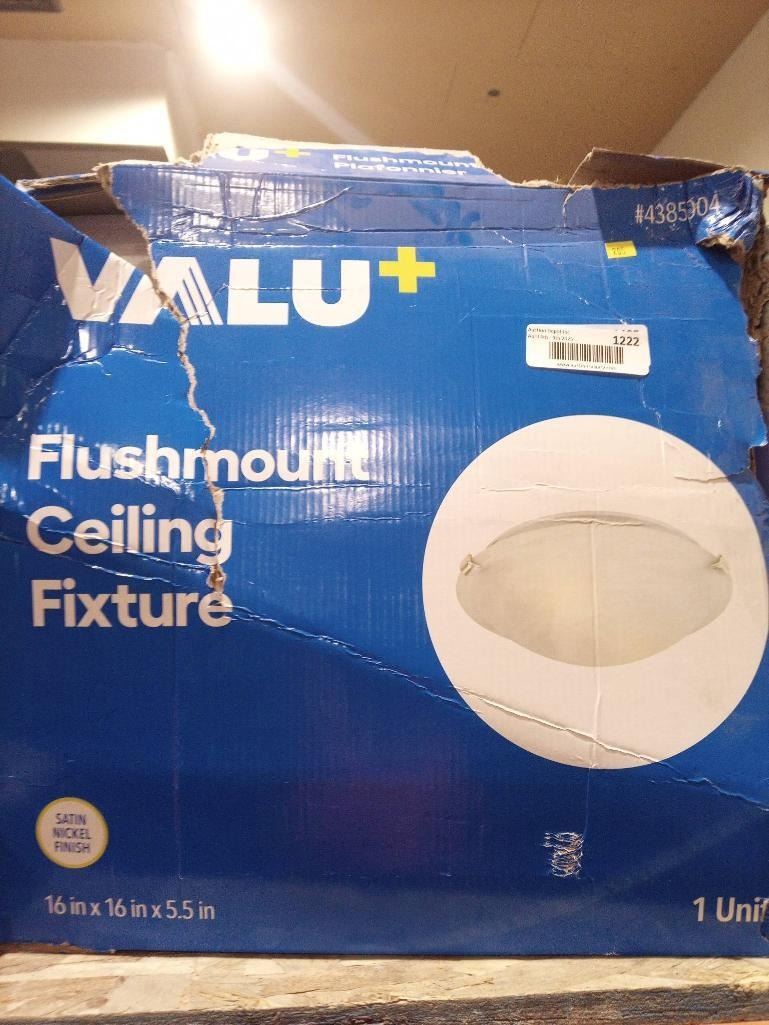 U+ Flushmount
Plafonnier
#4385904
VALU+
1222
Flushmount
Ceiling
Fixture
SATIN
NICKEL
FINISH
16 in x 16 in x 5.5 in
1 Unit